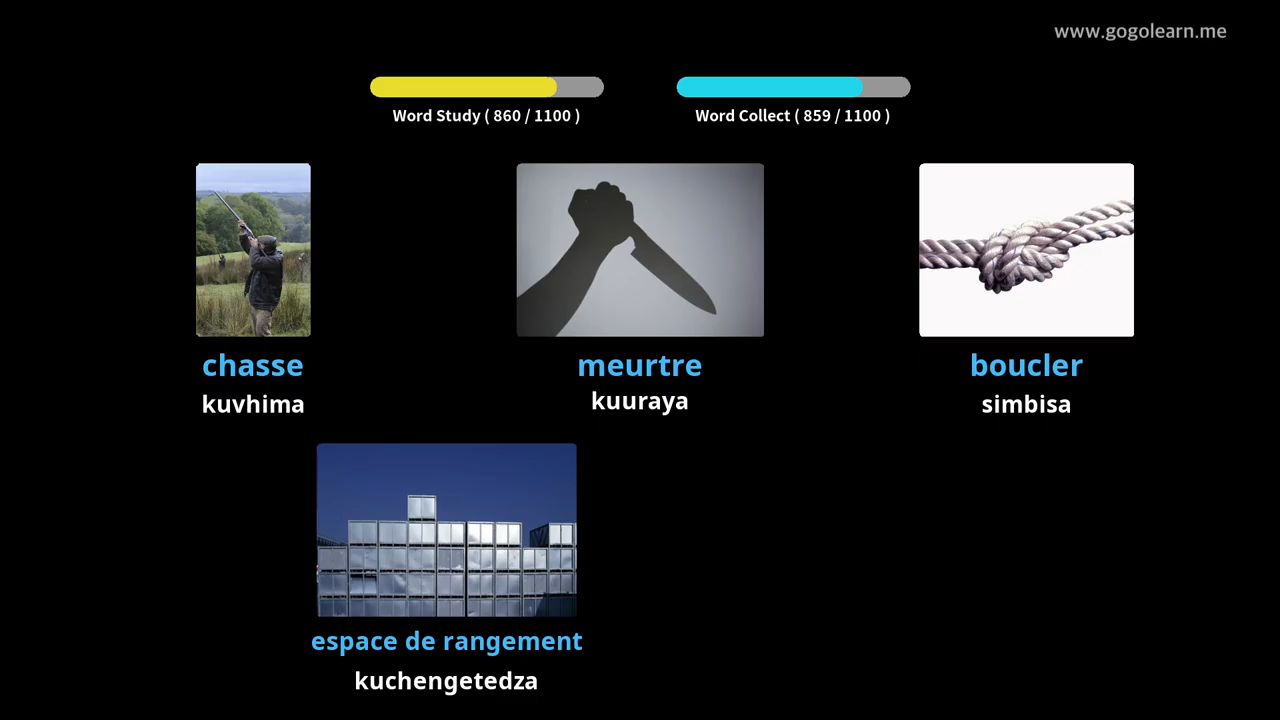 www.gogolearn.me
Word Study ( 860 / 1100 )
Word Collect ( 859 / 1100 )
chasse
kuvhima
meurtre
kuuraya
boucler
simbisa
espace de rangement
kuchengetedza